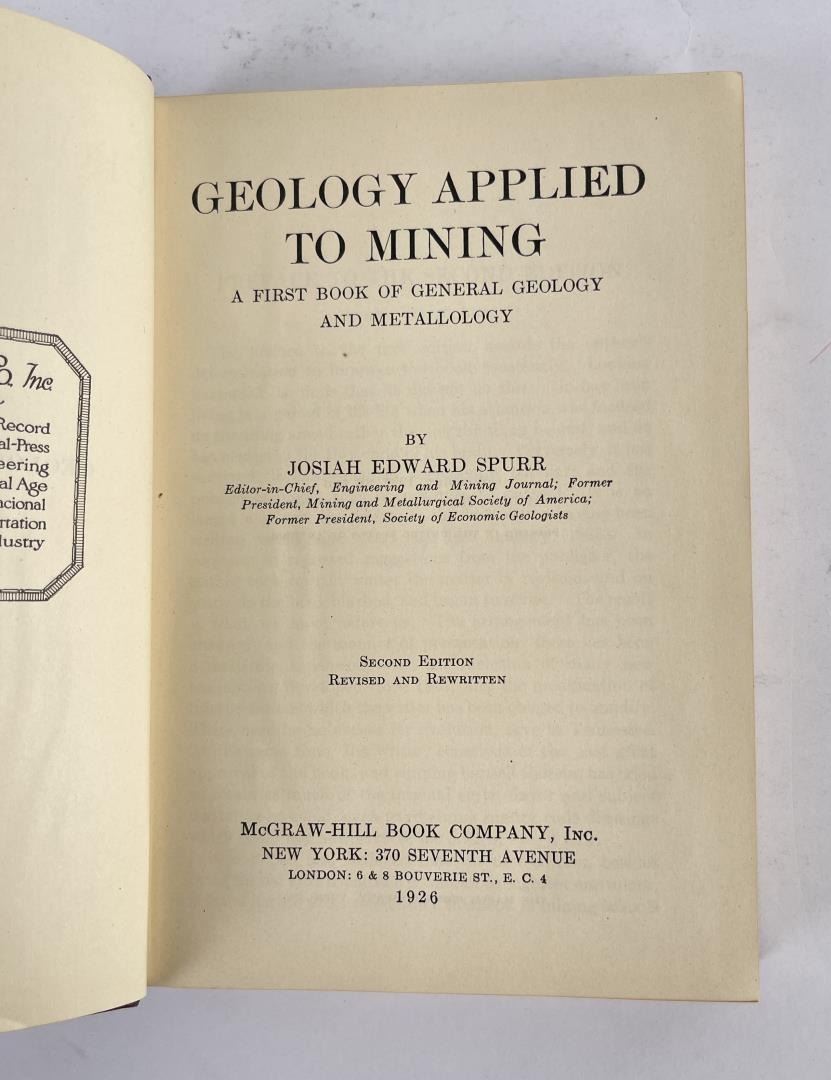 O. Inc.
Record
al-Press
eering
al Age
nacional
rtation
dustry
GEOLOGY APPLIED
TO MINING
A FIRST BOOK OF GENERAL GEOLOGY
AND METALLOLOGY
BY
JOSIAH EDWARD SPURR
Editor-in-Chief, Engineering and Mining Journal; Former
President, Mining and Metallurgical Society of America;
Former President, Society of Economic Geologists
SECOND EDITION
REVISED AND REWRITTEN
MCGRAW-HILL BOOK COMPANY, INC.
NEW YORK: 370 SEVENTH AVENUE
LONDON: 6 & 8 BOUVERIE ST., E. C. 4
1926